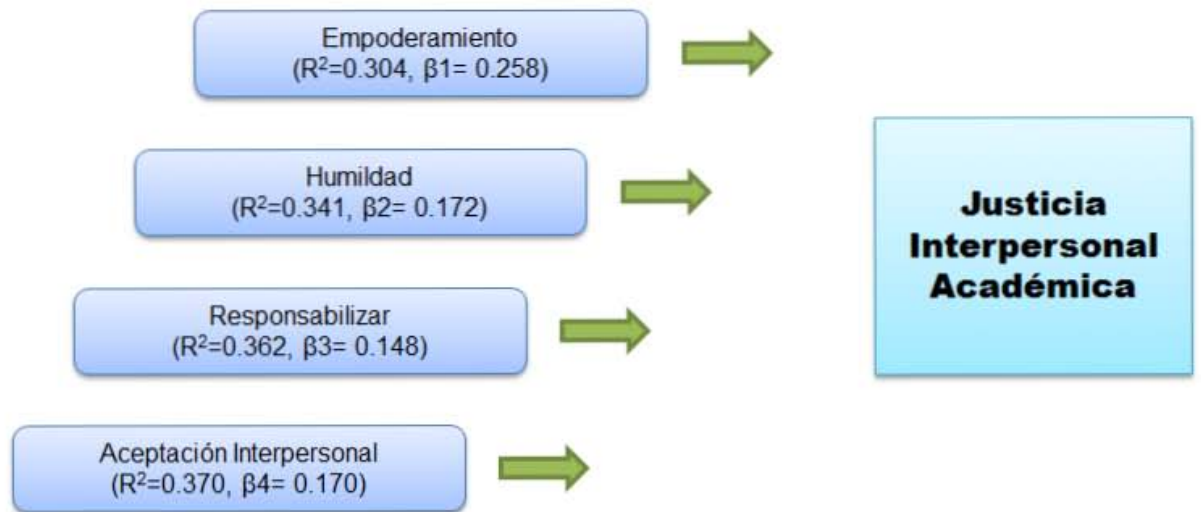 Empoderamiento
(R²=0.304, β1= 0.258)
Humildad
(R²=0.341, β2= 0.172)
Responsabilizar
(R²=0.362, β3= 0.148)
Aceptación Interpersonal
(R²=0.370, β4= 0.170)
Justicia
Interpersonal
Académica